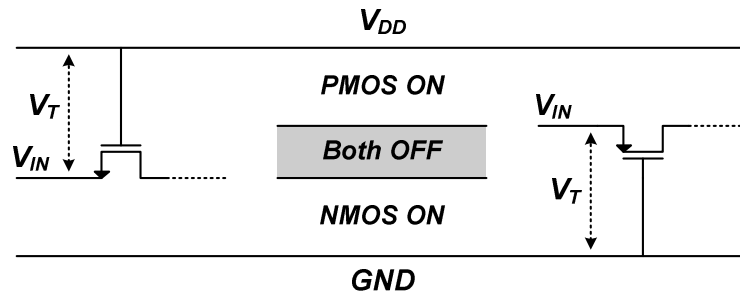 V_DD
V_T
PMOS ON
V_IN
V_IN
Both OFF
V_T
NMOS ON
GND